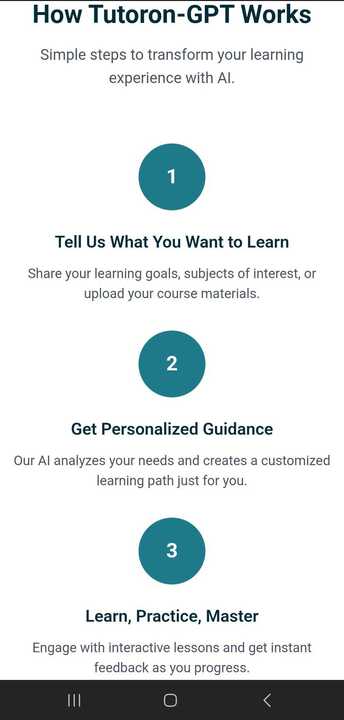 How Tutoron-GPT Works
Simple steps to transform your learning
experience with AI.
1
Tell Us What You Want to Learn
Share your learning goals, subjects of interest, or
upload your course materials.
2
Get Personalized Guidance
Our AI analyzes your needs and creates a customized
learning path just for you.
3
Learn, Practice, Master
Engage with interactive lessons and get instant
feedback as you progress.